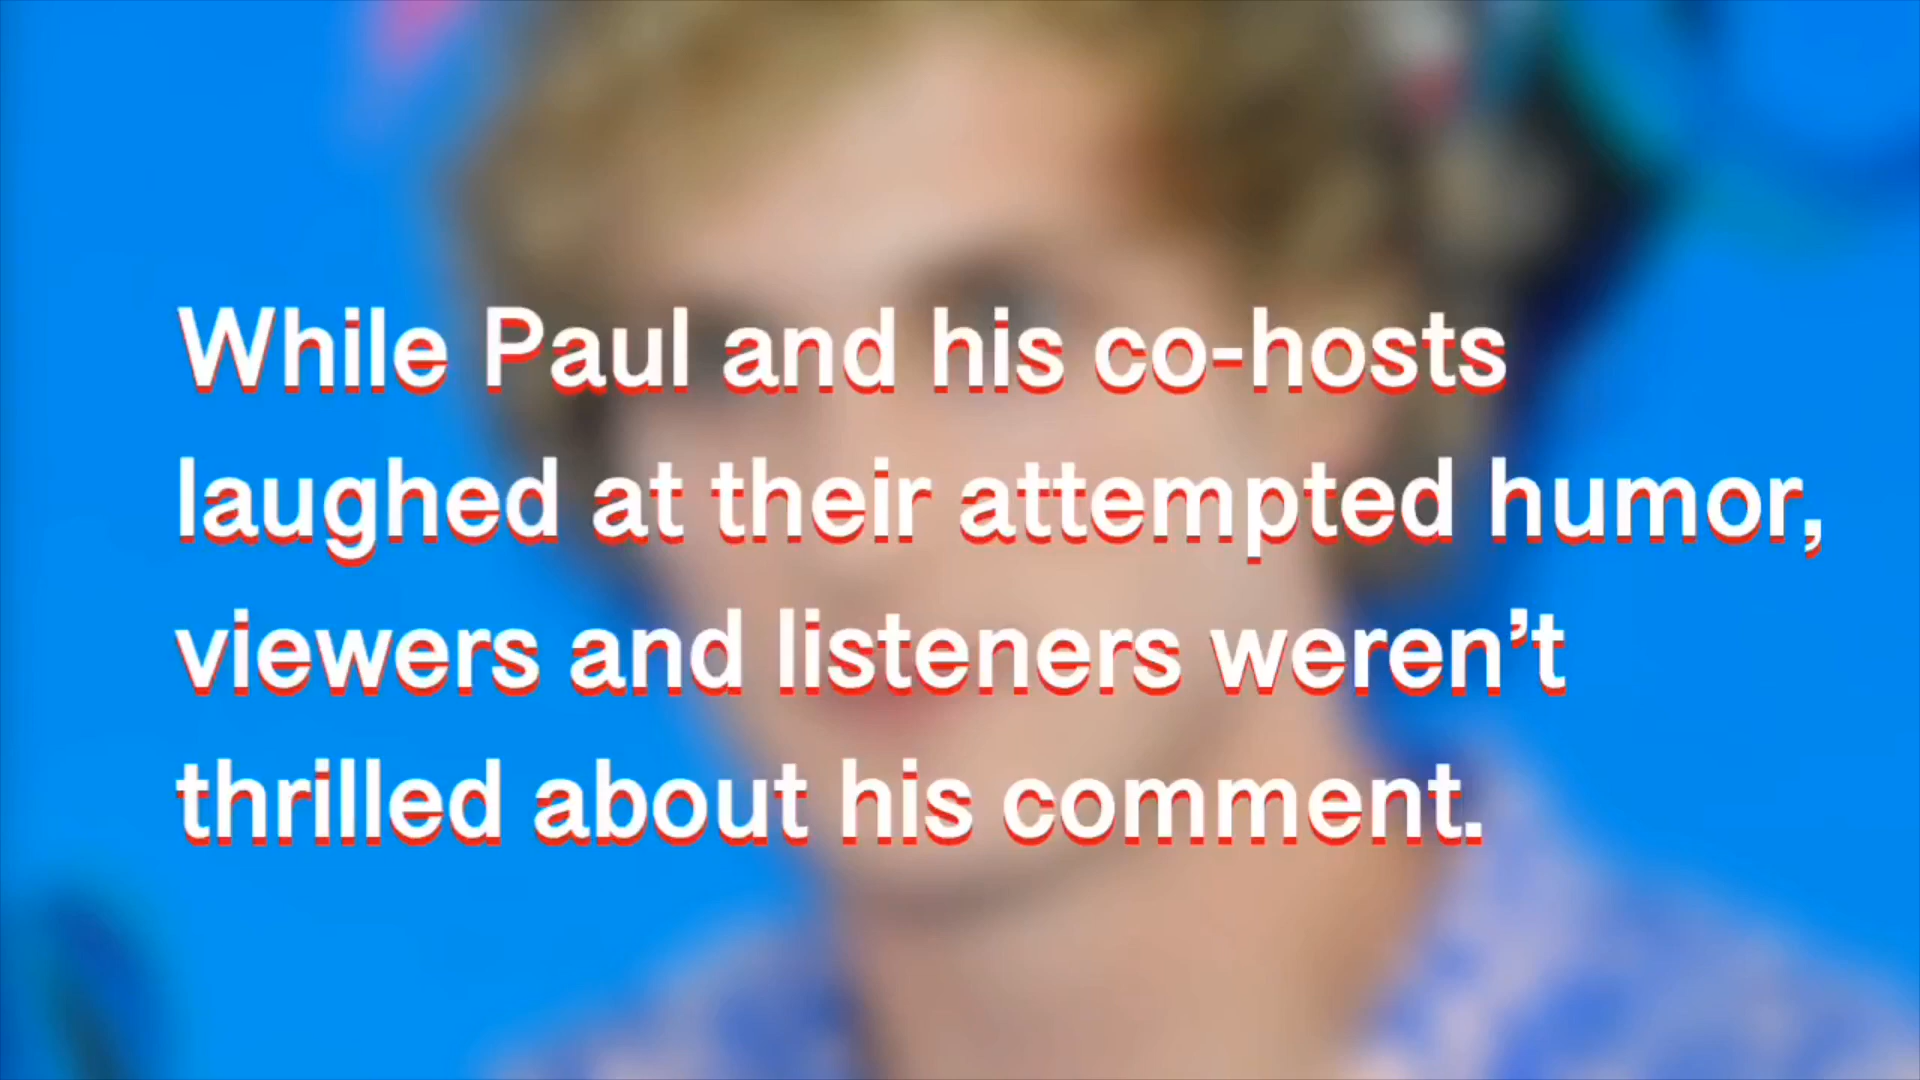 While Paul and his co-hosts
laughed at their attempted humor,
viewers and listeners weren’t
thrilled about his comment.